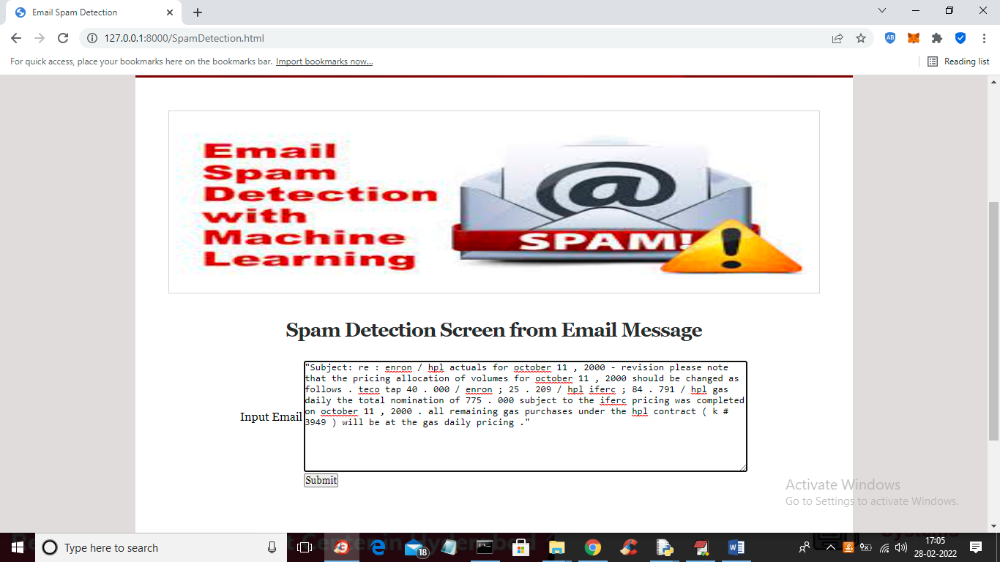 Email Spam Detection
127.0.0.1:8000/SpamDetection.html
AB
For quick access, place your bookmarks here on the bookmarks bar. Import bookmarks now...
Reading list
Email
Spam
Detection
with
Machine
Learning
@
SPAM!
Spam Detection Screen from Email Message
Input Email
"Subject: re : enron / hpl actuals for october 11 , 2000 - revision please note
that the pricing allocation of volumes for october 11 , 2000 should be changed as
follows . teco tap 40 . 000 / enron ; 25 . 209 / hpl iferc ; 84 . 791 / hpl gas
daily the total nomination of 775 . 000 subject to the iferc pricing was completed
on october 11 , 2000 . all remaining gas purchases under the hpl contract ( k #
3949 ) will be at the gas daily pricing ."
Submit
Activate Windows
Go to Settings to activate Windows.
Type here to search
18
17:05
28-02-2022